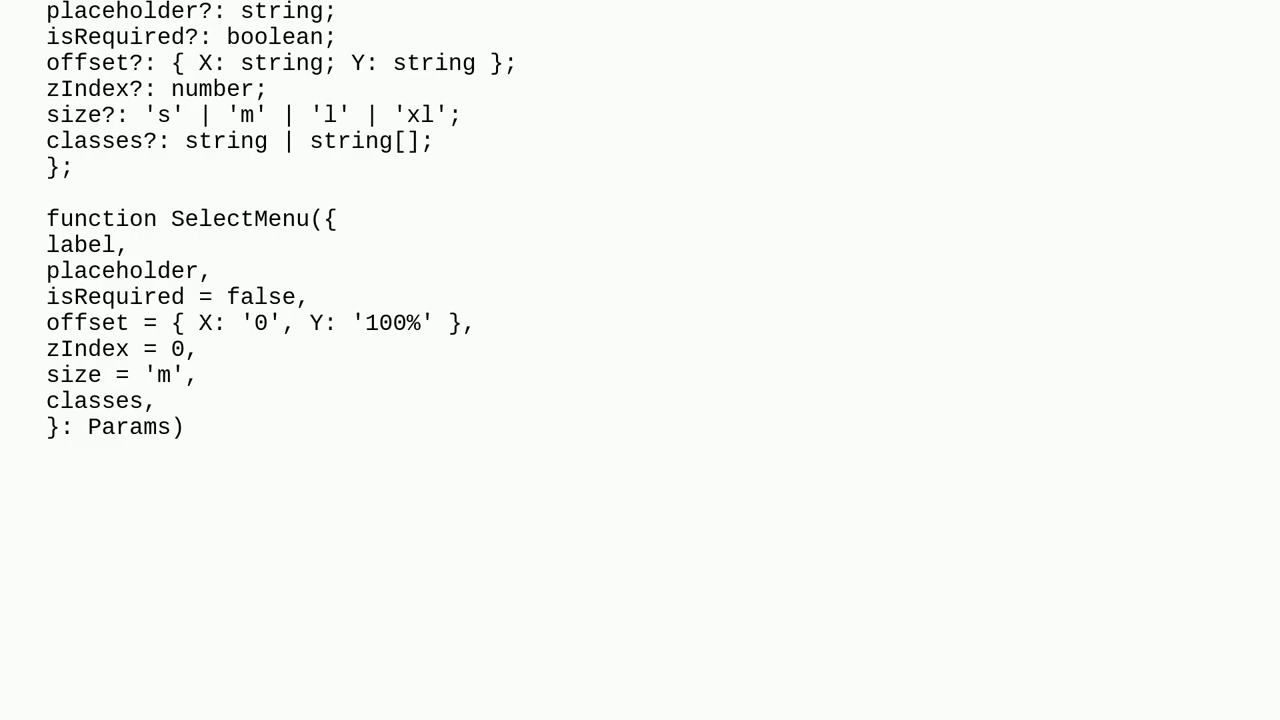 placeholder?: string;
isRequired?: boolean;
offset?: { X: string; Y: string };
zIndex?: number;
size?: 's' | 'm' | 'l' | 'xl';
classes?: string | string[];
};

function SelectMenu({
label,
placeholder,
isRequired = false,
offset = { X: '0', Y: '100%' },
zIndex = 0,
size = 'm',
classes,
}: Params)